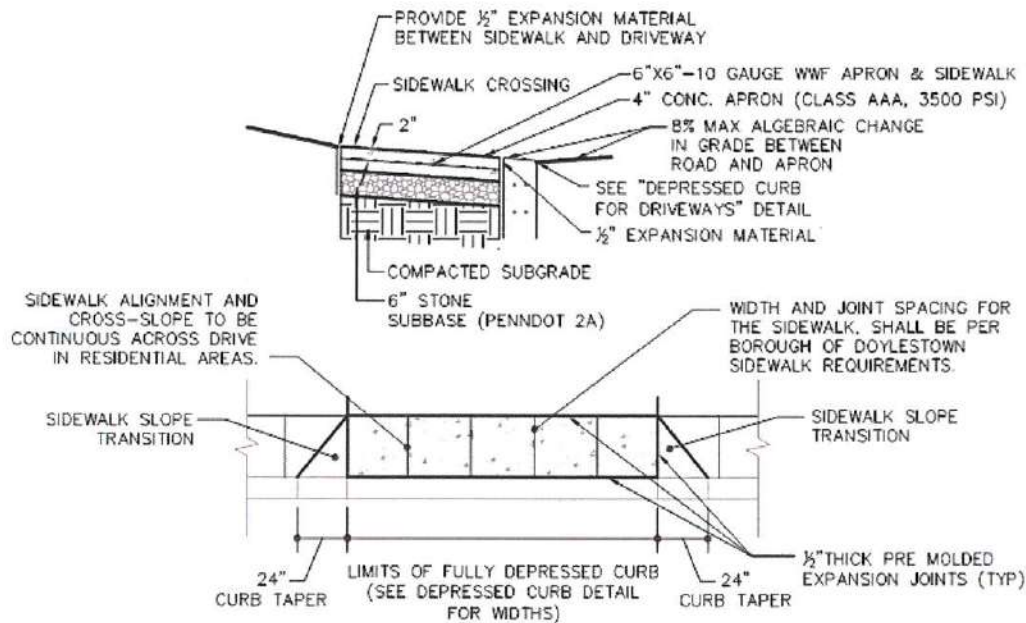 PROVIDE ½" EXPANSION MATERIAL
BETWEEN SIDEWALK AND DRIVEWAY
6"X6"-10 GAUGE WWF APRON & SIDEWALK
SIDEWALK CROSSING
4" CONC. APRON (CLASS AAA, 3500 PSI)
2"
8% MAX ALGEBRAIC CHANGE
IN GRADE BETWEEN
ROAD AND APRON
SEE "DEPRESSED CURB
FOR DRIVEWAYS" DETAIL
½" EXPANSION MATERIAL
COMPACTED SUBGRADE
6" STONE
SUBBASE (PENNDOT 2A)
SIDEWALK ALIGNMENT AND
CROSS-SLOPE TO BE
CONTINUOUS ACROSS DRIVE
IN RESIDENTIAL AREAS.
WIDTH AND JOINT SPACING FOR
THE SIDEWALK, SHALL BE PER
BOROUGH OF DOYLESTOWN
SIDEWALK REQUIREMENTS.
SIDEWALK SLOPE
TRANSITION
SIDEWALK SLOPE
TRANSITION
24"
CURB TAPER
LIMITS OF FULLY DEPRESSED CURB
(SEE DEPRESSED CURB DETAIL
FOR WIDTHS)
24"
CURB TAPER
½"THICK PRE MOLDED
EXPANSION JOINTS (TYP)